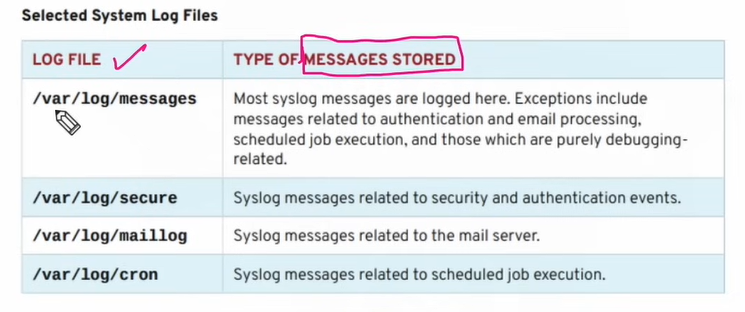 Selected System Log Files
LOG FILE TYPE OF MESSAGES STORED
/var/log/messages Most syslog messages are logged here. Exceptions include
messages related to authentication and email processing,
scheduled job execution, and those which are purely debugging-
related.
/var/log/secure Syslog messages related to security and authentication events.
/var/log/maillog Syslog messages related to the mail server.
/var/log/cron Syslog messages related to scheduled job execution.